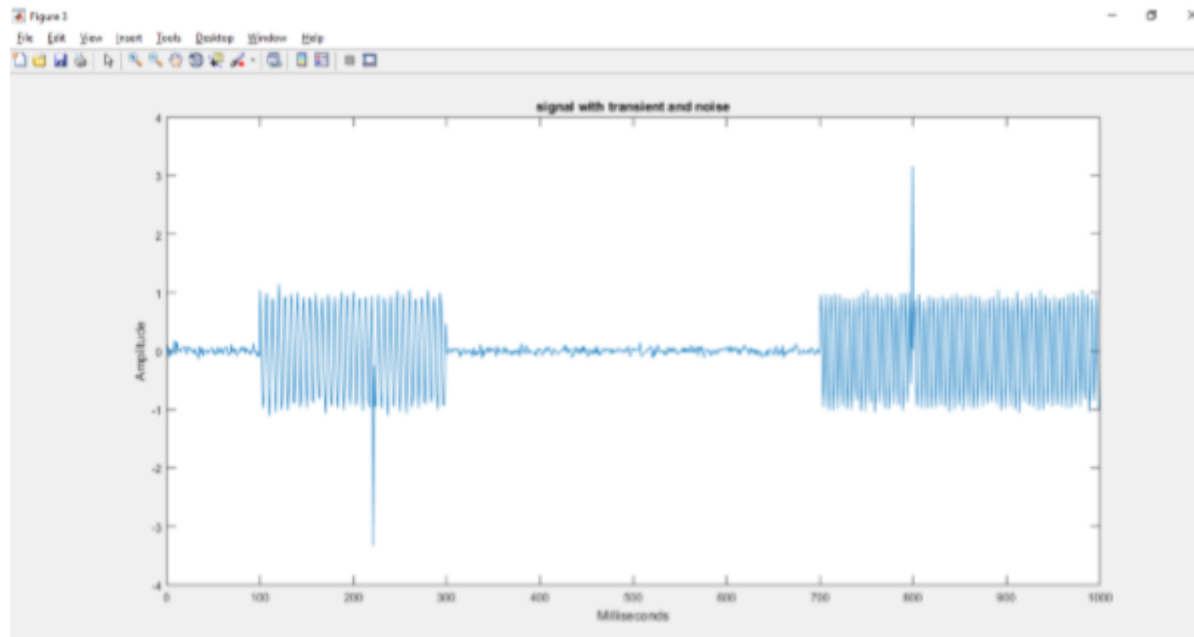 Figure 3
File Edit View Insert Tools Desktop Window Help
signal with transient and noise
4
3
2
1
0
-1
-2
-3
-4
Amplitude
0 100 200 300 400 500 600 700 800 900 1000
Milliseconds